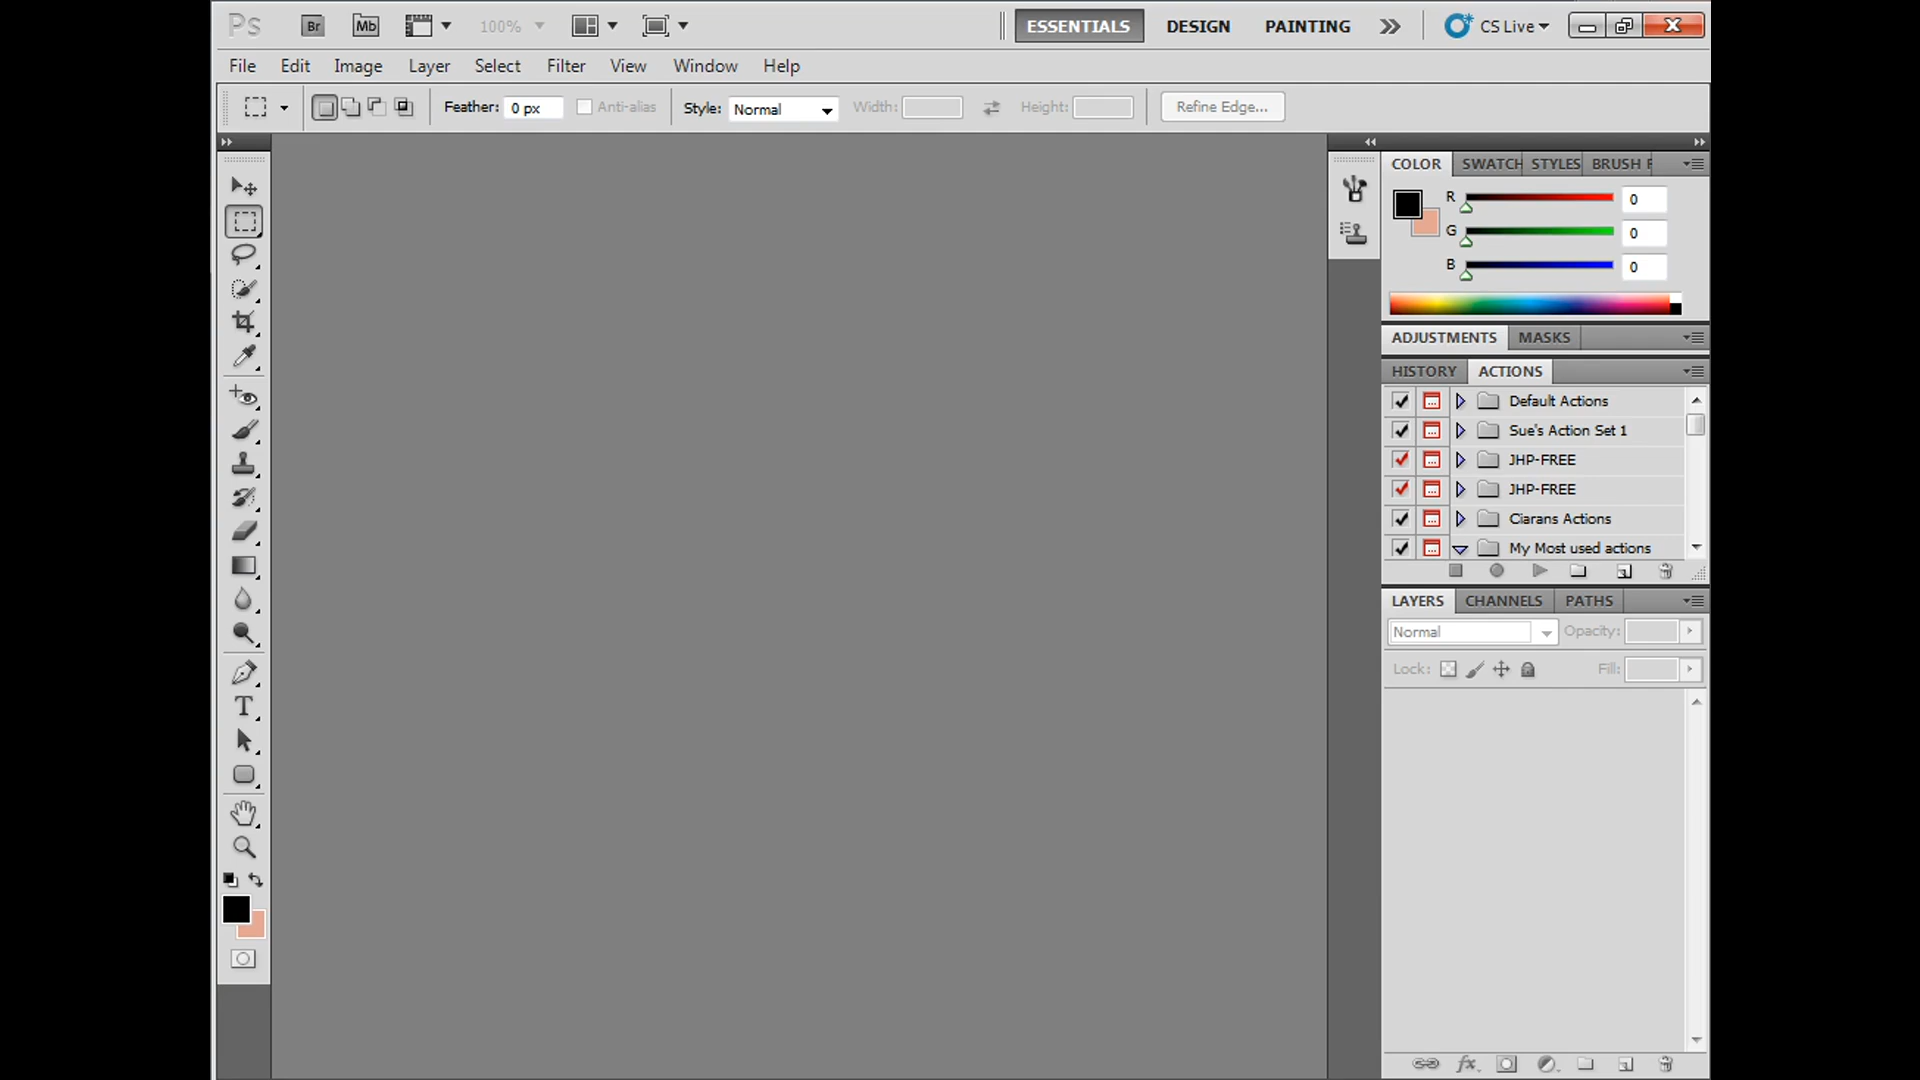 Ps Br Mb 100% ESSENTIALS DESIGN PAINTING CS Live
File Edit Image Layer Select Filter View Window Help
Feather: 0 px Anti-alias Style: Normal Width: Height: Refine Edge...
COLOR SWATCH STYLES BRUSH
R 0
G 0
B 0
ADJUSTMENTS MASKS
HISTORY ACTIONS
Default Actions
Sue's Action Set 1
JHP-FREE
JHP-FREE
Ciarans Actions
My Most used actions
LAYERS CHANNELS PATHS
Normal Opacity:
Lock: Fill:
T
fx